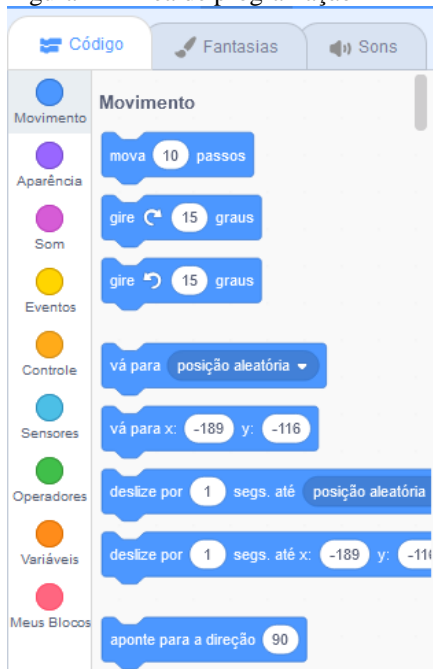 Código Fantasias Sons
Movimento
Aparência
Som
Eventos
Controle
Sensores
Operadores
Variáveis
Meus Blocos
Movimento
mova 10 passos
gire 15 graus
gire 15 graus
vá para posição aleatória
vá para x: -189 y: -116
deslize por 1 segs. até posição aleatória
deslize por 1 segs. até x: -189 y:
aponte para a direção 90